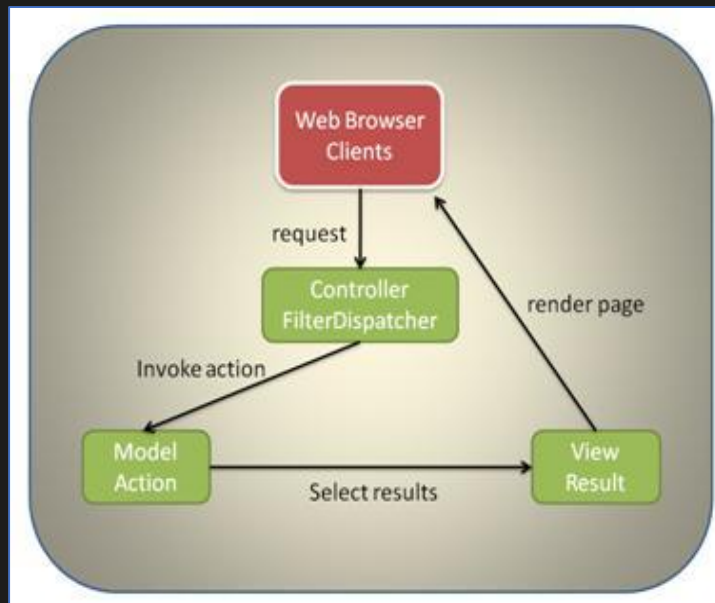 Web Browser
Clients
request
Controller
FilterDispatcher
render page
Invoke action
Model
Action
View
Result
Select results